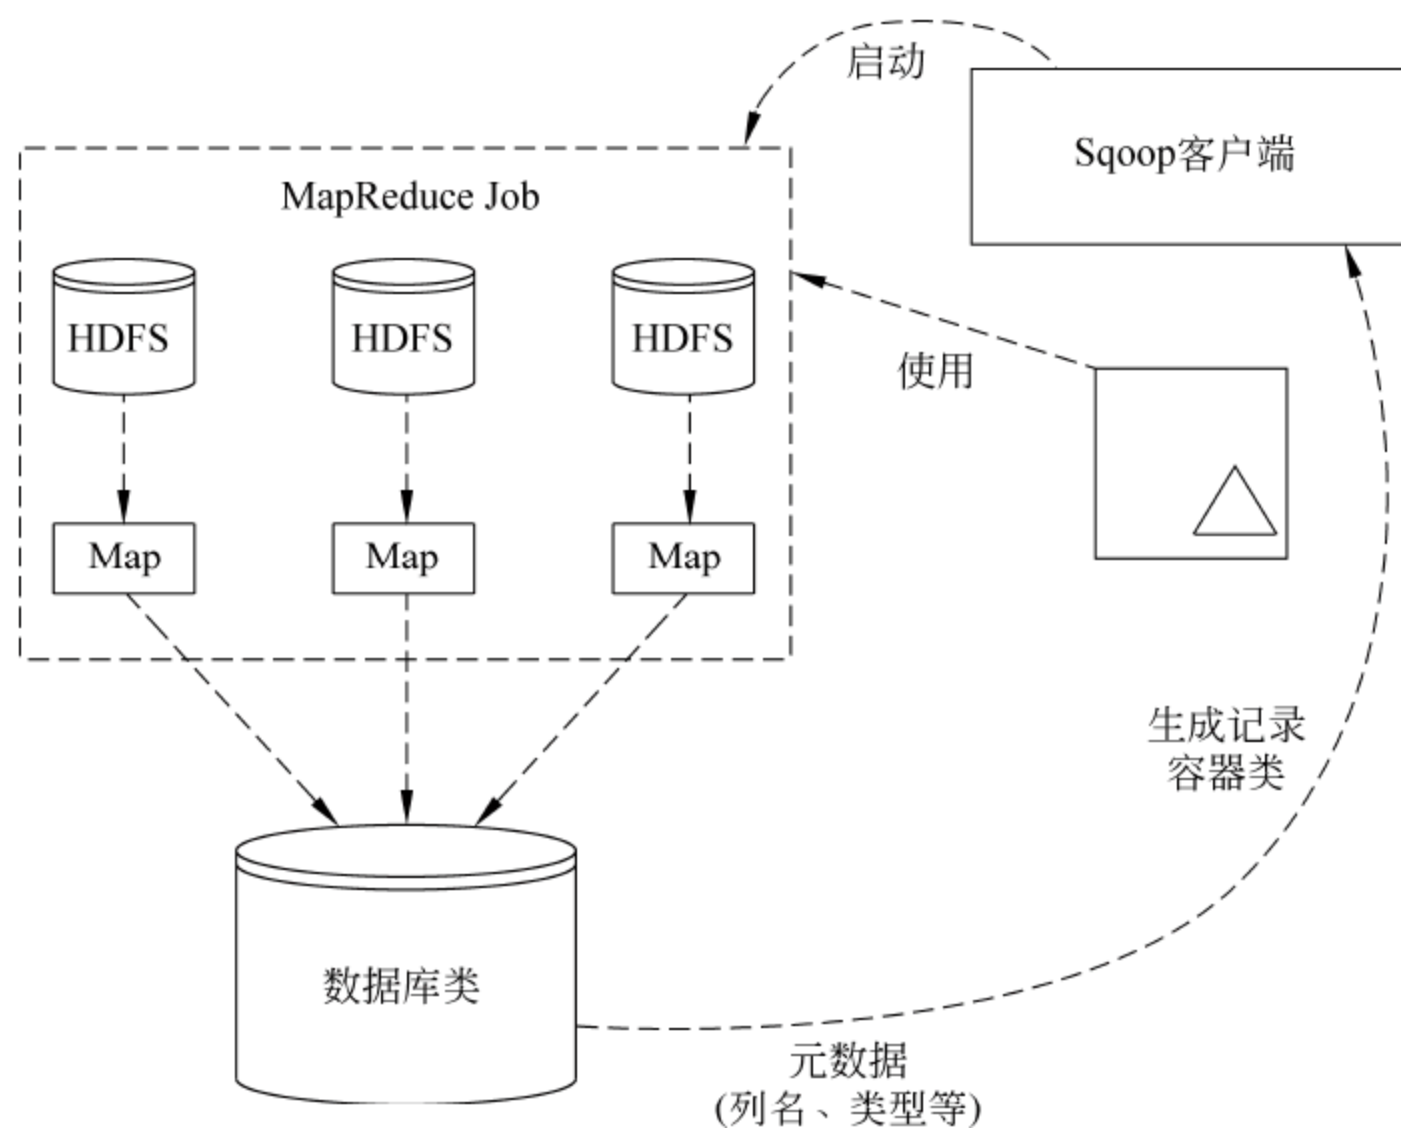 启动
Sqoop客户端
MapReduce Job
HDFS
HDFS
HDFS
使用
Map
Map
Map
生成记录
容器类
数据库类
元数据
(列名、类型等)